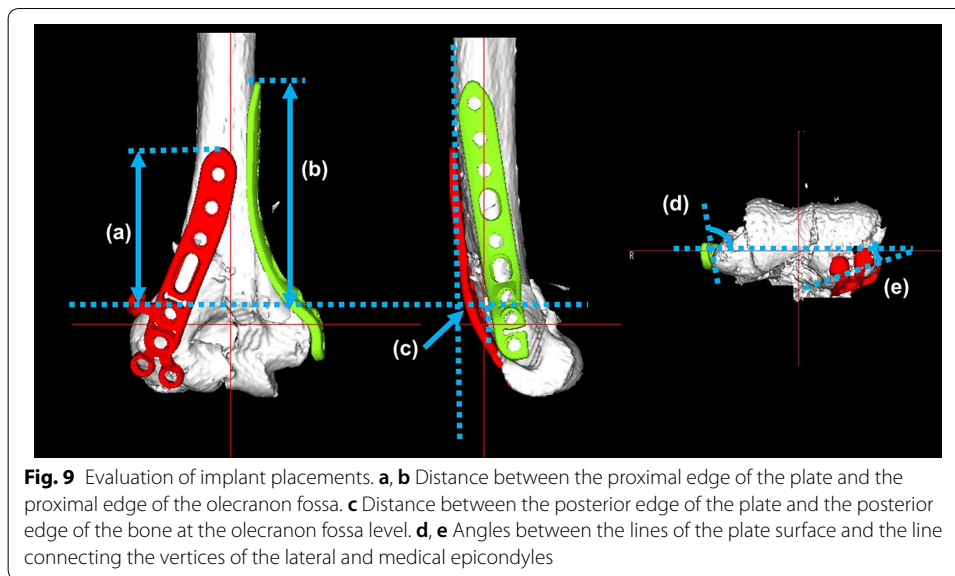 (a)
(b)
(c)
(d)
R
(e)
Fig. 9 Evaluation of implant placements. a, b Distance between the proximal edge of the plate and the
proximal edge of the olecranon fossa. c Distance between the posterior edge of the plate and the posterior
edge of the bone at the olecranon fossa level. d, e Angles between the lines of the plate surface and the line
connecting the vertices of the lateral and medical epicondyles